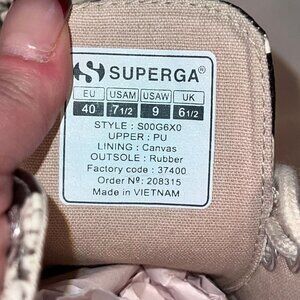 SUPERGA®
EU USAM USAW UK
40 7 1/2 9 6 1/2
STYLE : S00G6X0
UPPER : PU
LINING : Canvas
OUTSOLE : Rubber
Factory code : 37400
Order Nº : 208315
Made in VIETNAM